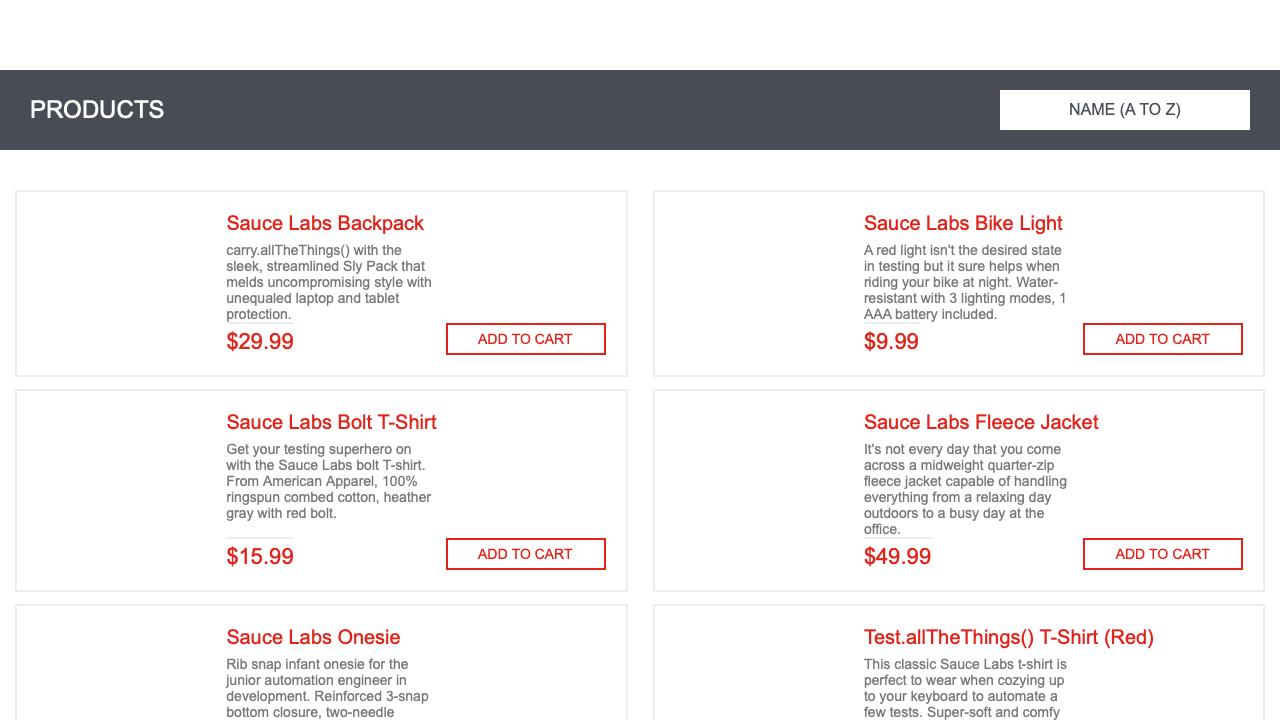 PRODUCTS
NAME (A TO Z)
Sauce Labs Backpack
carry.allTheThings() with the
sleek, streamlined Sly Pack that
melds uncompromising style with
unequaled laptop and tablet
protection.
$29.99
ADD TO CART
Sauce Labs Bike Light
A red light isn't the desired state
in testing but it sure helps when
riding your bike at night. Water-
resistant with 3 lighting modes, 1
AAA battery included.
$9.99
ADD TO CART
Sauce Labs Bolt T-Shirt
Get your testing superhero on
with the Sauce Labs bolt T-shirt.
From American Apparel, 100%
ringspun combed cotton, heather
gray with red bolt.
$15.99
ADD TO CART
Sauce Labs Fleece Jacket
It's not every day that you come
across a midweight quarter-zip
fleece jacket capable of handling
everything from a relaxing day
outdoors to a busy day at the
office.
$49.99
ADD TO CART
Sauce Labs Onesie
Rib snap infant onesie for the
junior automation engineer in
development. Reinforced 3-snap
bottom closure, two-needle
Test.allTheThings() T-Shirt (Red)
This classic Sauce Labs t-shirt is
perfect to wear when cozying up
to your keyboard to automate a
few tests. Super-soft and comfy